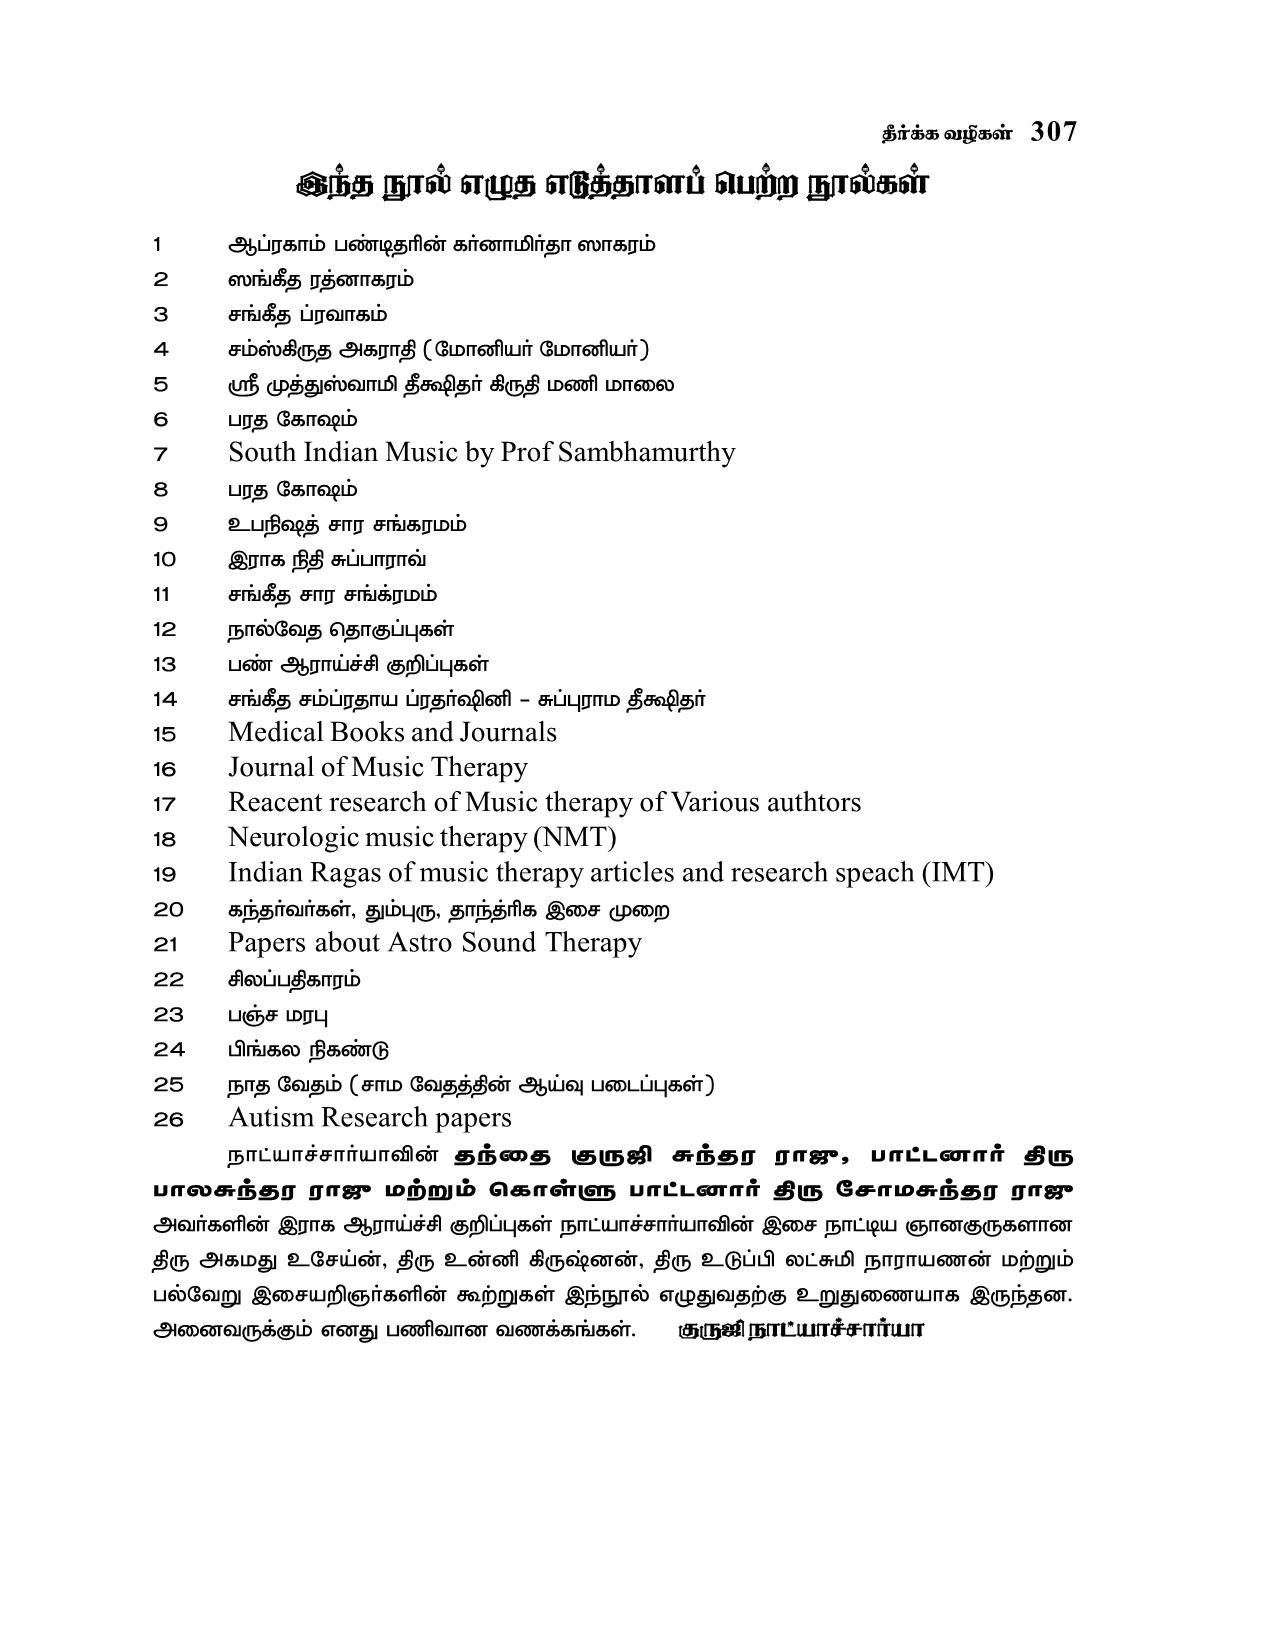 தீர்க்க வழிகள் 307
இந்த நூல் எழுத எடுத்தாளப் பெற்ற நூல்கள்
1 ஆப்ரகாம் பண்டிதரின் கர்னாமிர்தா ஸாகரம்
2 ஸங்கீத ரத்னாகரம்
3 சங்கீத ப்ரவாகம்
4 சம்ஸ்கிருத அகராதி (மோனியர் மோனியர்)
5 ஸ்ரீ முத்துஸ்வாமி தீக்ஷிதர் கிருதி மணி மாலை
6 பரத கோஷம்
7 South Indian Music by Prof Sambhamurthy
8 பரத கோஷம்
9 உபநிஷத் சார சங்கரமம்
10 இராக நிதி சுப்பாராவ்
11 சங்கீத சார சங்க்ரமம்
12 நால்வேத தொகுப்புகள்
13 பண் ஆராய்ச்சி குறிப்புகள்
14 சங்கீத சம்ப்ரதாய ப்ரதர்ஷினி – சுப்புராம தீக்ஷிதர்
15 Medical Books and Journals
16 Journal of Music Therapy
17 Reacent research of Music therapy of Various authtors
18 Neurologic music therapy (NMT)
19 Indian Ragas of music therapy articles and research speach (IMT)
20 கந்தர்வர்கள், தும்புரு, தாந்த்ரிக இசை முறை
21 Papers about Astro Sound Therapy
22 சிலப்பதிகாரம்
23 பஞ்ச மரபு
24 பிங்கல நிகண்டு
25 நாத வேதம் (சாம வேதத்தின் ஆய்வு படைப்புகள்)
26 Autism Research papers
நாட்யாச்சார்யாவின் தந்தை குருஜி சுந்தர ராஜு, பாட்டனார் திரு
பாலசுந்தர ராஜு மற்றும் கொள்ளு பாட்டனார் திரு சோமசுந்தர ராஜு
அவர்களின் இராக ஆராய்ச்சி குறிப்புகள் நாட்யாச்சார்யாவின் இசை நாட்டிய ஞானகுருகளான
திரு அகமது உசேய்ன், திரு உன்னி கிருஷ்னன், திரு உடுப்பி லட்சுமி நாராயணன் மற்றும்
பல்வேறு இசையறிஞர்களின் கூற்றுகள் இந்நூல் எழுதுவதற்கு உறுதுணையாக இருந்தன.
அனைவருக்கும் எனது பணிவான வணக்கங்கள். குருஜி நாட்யாச்சார்யா